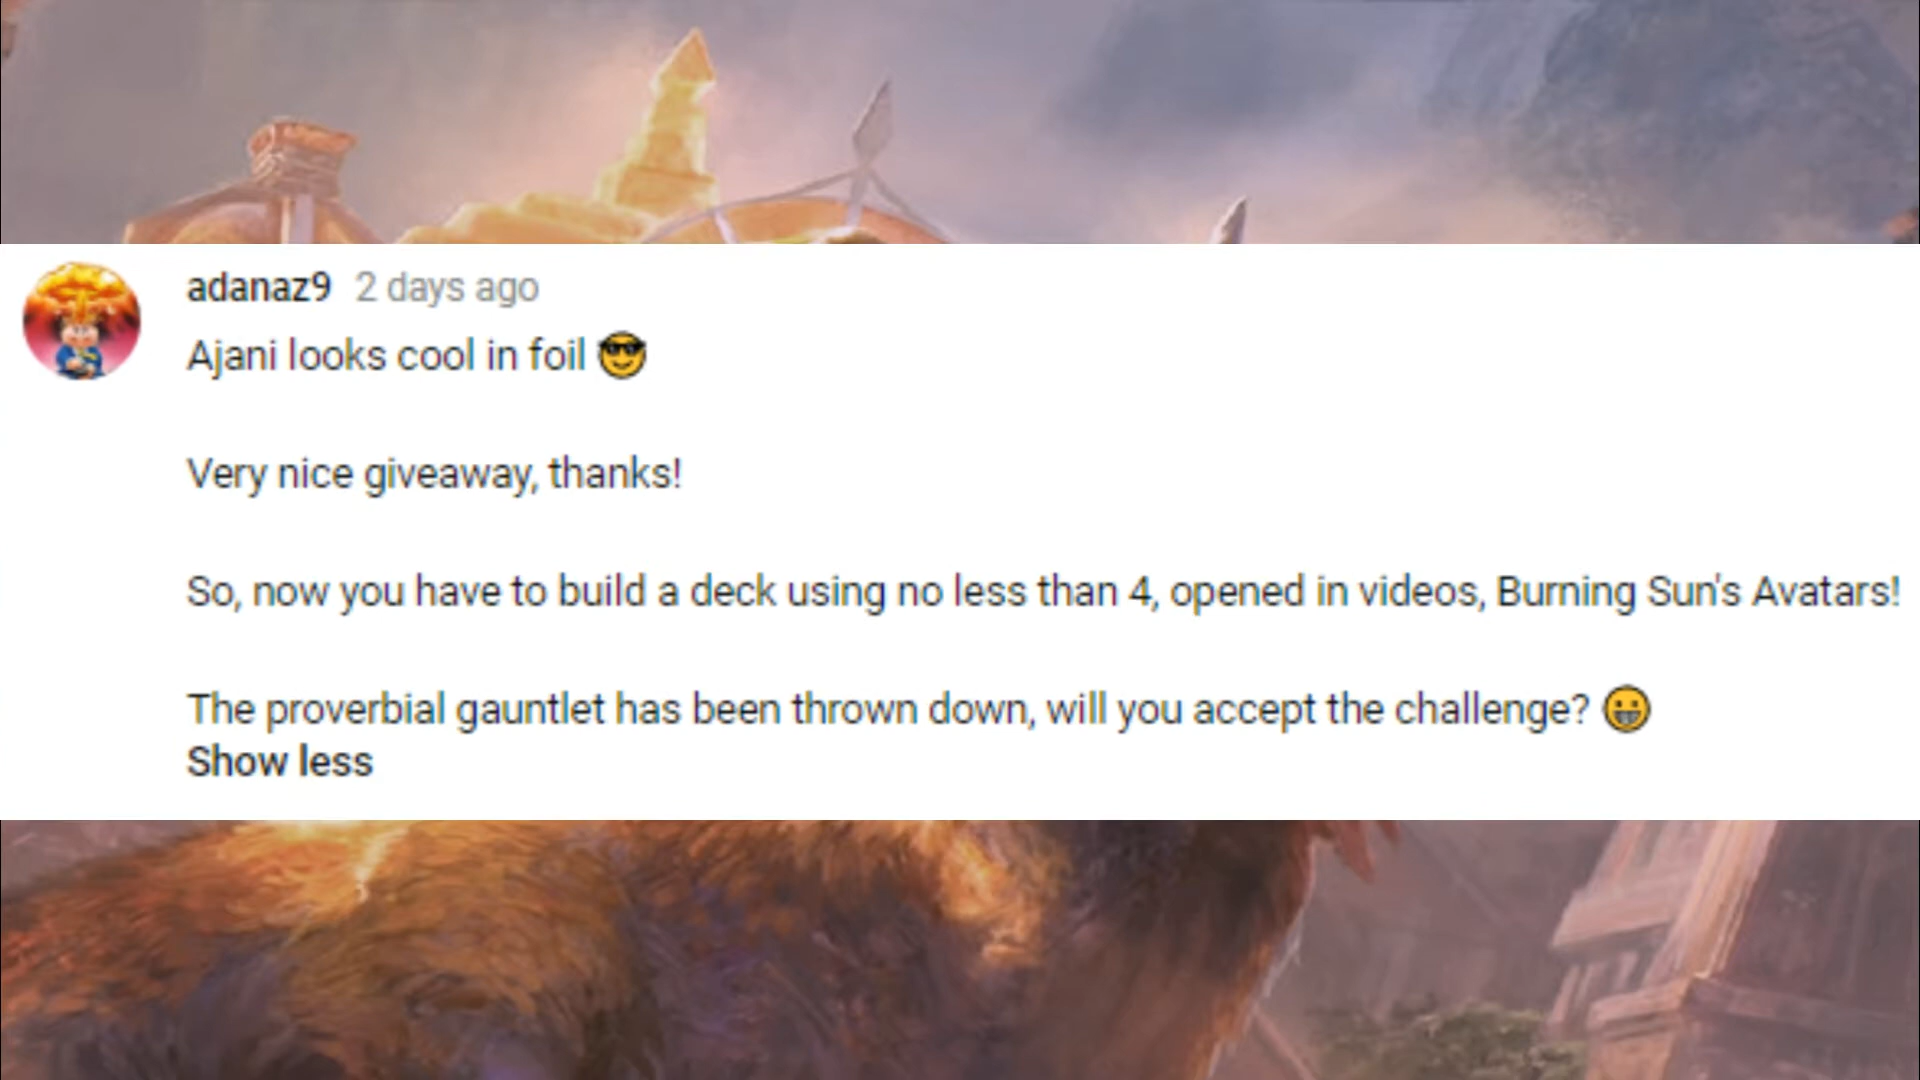 adanaz9 2 days ago
Ajani looks cool in foil 😎
Very nice giveaway, thanks!
So, now you have to build a deck using no less than 4, opened in videos, Burning Sun's Avatars!
The proverbial gauntlet has been thrown down, will you accept the challenge? 😀
Show less